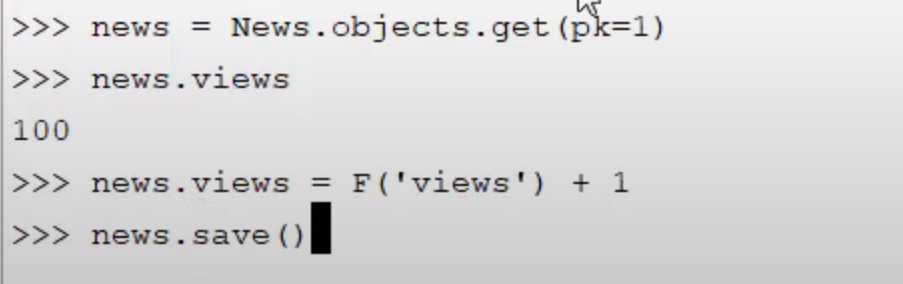 >>> news = News.objects.get(pk=1)
>>> news.views
100
>>> news.views = F('views') + 1
>>> news.save()